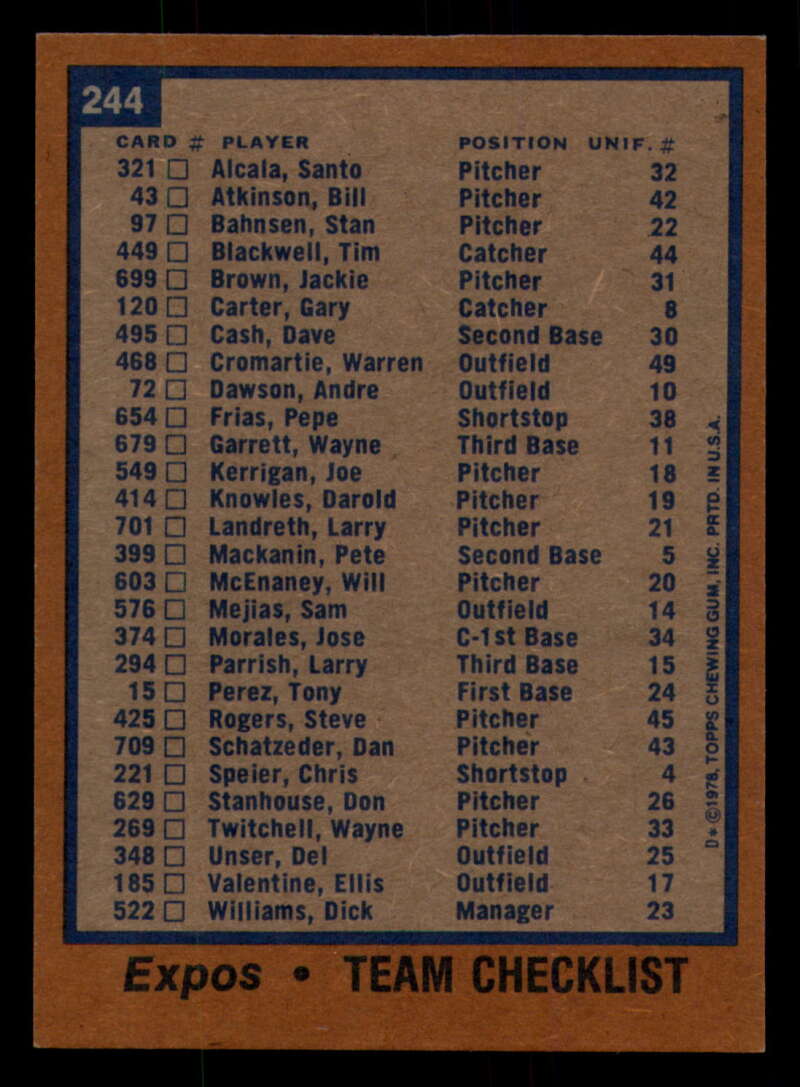 244
CARD # PLAYER POSITION UNIF. #
321 Alcala, Santo Pitcher 32
43 Atkinson, Bill Pitcher 42
97 Bahnsen, Stan Pitcher 22
449 Blackwell, Tim Catcher 44
699 Brown, Jackie Pitcher 31
120 Carter, Gary Catcher 8
495 Cash, Dave Second Base 30
468 Cromartie, Warren Outfield 49
72 Dawson, Andre Outfield 10
654 Frias, Pepe Shortstop 38
679 Garrett, Wayne Third Base 11
549 Kerrigan, Joe Pitcher 18
414 Knowles, Darold Pitcher 19
701 Landreth, Larry Pitcher 21
399 Mackanin, Pete Second Base 5
603 McEnaney, Will Pitcher 20
576 Mejias, Sam Outfield 14
374 Morales, Jose C-1st Base 34
294 Parrish, Larry Third Base 15
15 Perez, Tony First Base 24
425 Rogers, Steve Pitcher 45
709 Schatzeder, Dan Pitcher 43
221 Speier, Chris Shortstop 4
629 Stanhouse, Don Pitcher 26
269 Twitchell, Wayne Pitcher 33
348 Unser, Del Outfield 25
185 Valentine, Ellis Outfield 17
522 Williams, Dick Manager 23
D*©1978, TOPPS CHEWING GUM, INC. PRTD. IN U.S.A.
Expos • TEAM CHECKLIST